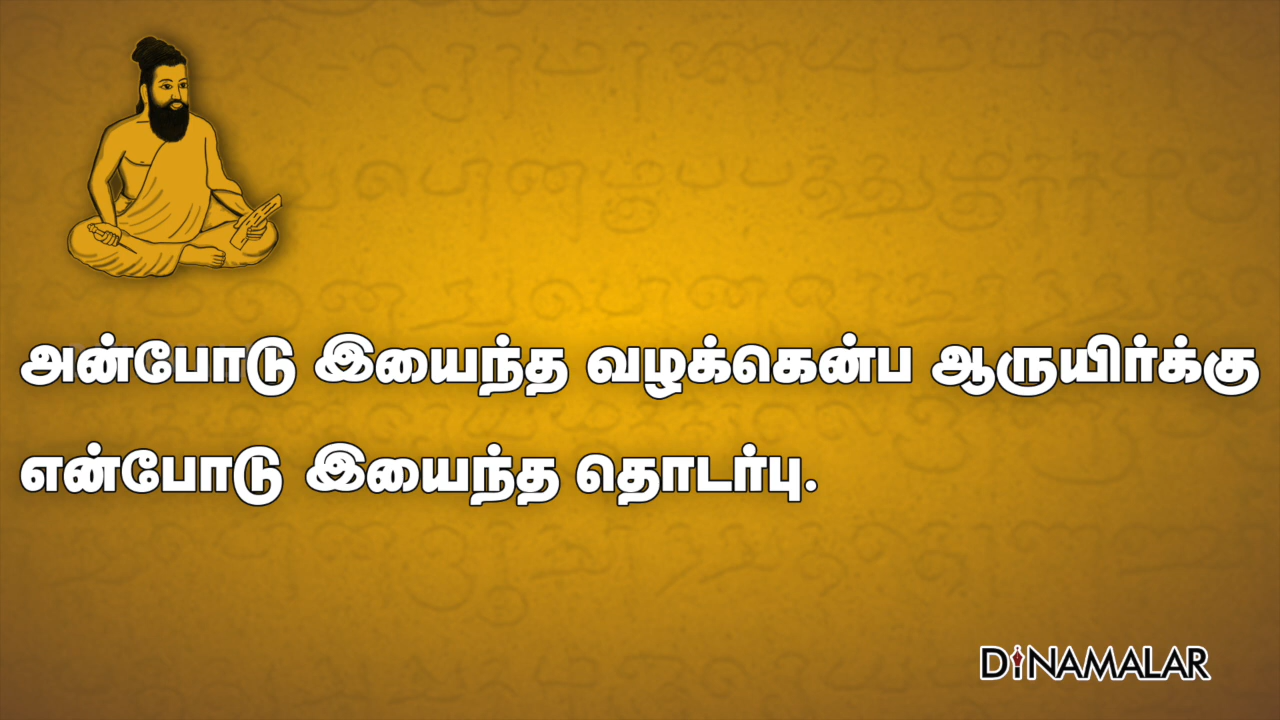 அன்போடு இயைந்த வழக்கென்ப ஆருயிர்க்கு
என்போடு இயைந்த தொடர்பு.
DINAMALAR